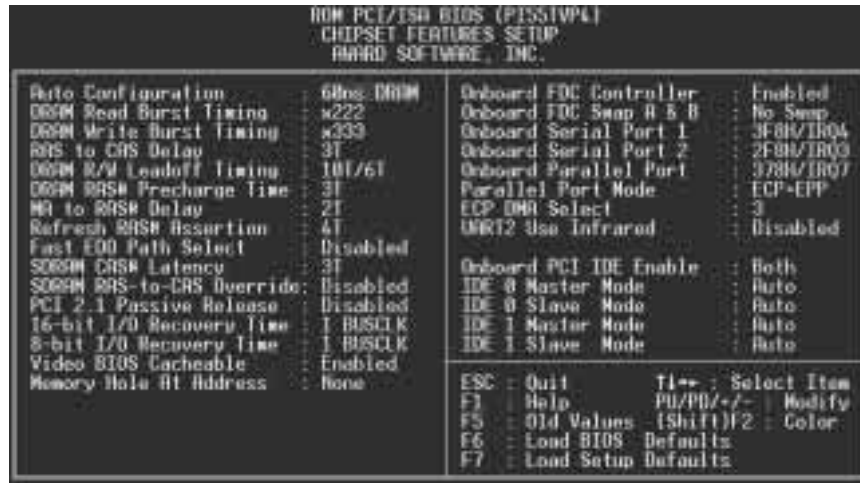 ROM PCI/ISA BIOS (PI55TVP4)
CHIPSET FEATURES SETUP
AWARD SOFTWARE, INC.
Auto Configuration : 60ns DRAM
DRAM Read Burst Timing : x222
DRAM Write Burst Timing : x333
RAS to CAS Delay : 3T
DRAM R/W Leadoff Timing : 10T/6T
DRAM RAS# Precharge Time : 3T
MA to RAS# Delay : 2T
Refresh RAS# Assertion : 4T
Fast EDO Path Select : Disabled
SDRAM CAS# Latency : 3T
SDRAM RAS-to-CAS Override: Disabled
PCI 2.1 Passive Release : Disabled
16-bit I/O Recovery Time : 1 BUSCLK
8-bit I/O Recovery Time : 1 BUSCLK
Video BIOS Cacheable : Enabled
Memory Hole At Address : None
Onboard FDC Controller : Enabled
Onboard FDC Swap A & B : No Swap
Onboard Serial Port 1 : 3F8H/IRQ4
Onboard Serial Port 2 : 2F8H/IRQ3
Onboard Parallel Port : 378H/IRQ7
Parallel Port Mode : ECP+EPP
ECP DMA Select : 3
UART2 Use Infrared : Disabled
Onboard PCI IDE Enable : Both
IDE 0 Master Mode : Auto
IDE 0 Slave Mode : Auto
IDE 1 Master Mode : Auto
IDE 1 Slave Mode : Auto
ESC : Quit ↑↓→← : Select Item
F1 : Help PU/PD/+/- : Modify
F5 : Old Values (Shift)F2 : Color
F6 : Load BIOS Defaults
F7 : Load Setup Defaults